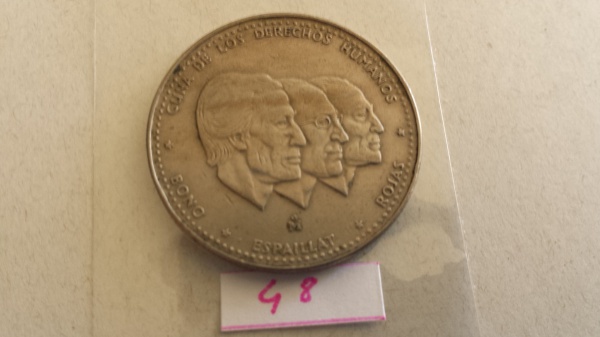 CUNA DE LOS DERECHOS HUMANOS
BONO * ESPAILLAT * ROJAS
48